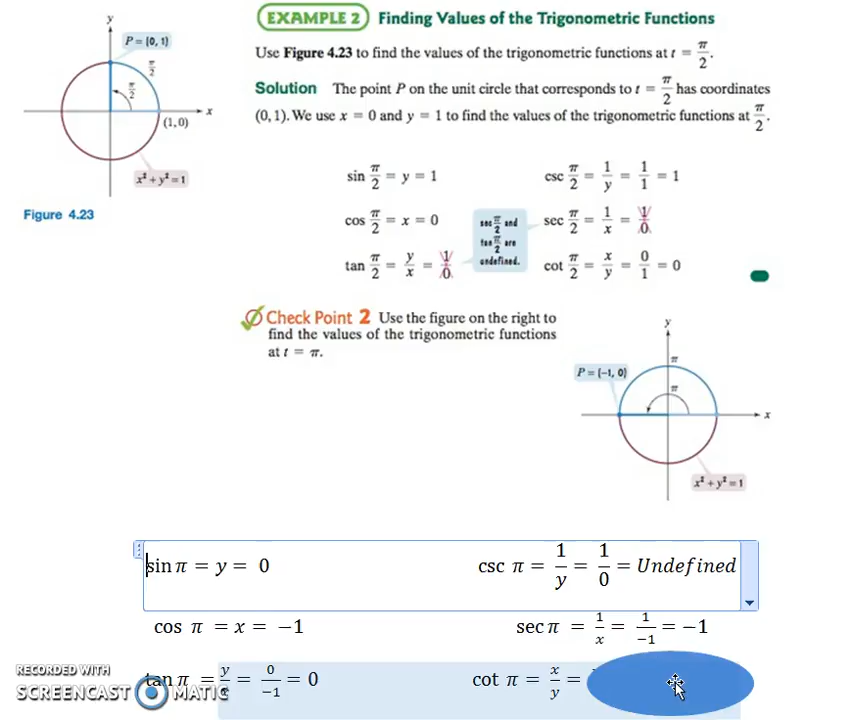 EXAMPLE 2 Finding Values of the Trigonometric Functions
Use Figure 4.23 to find the values of the trigonometric functions at t = π/2.
Solution The point P on the unit circle that corresponds to t = π/2 has coordinates
(0, 1). We use x = 0 and y = 1 to find the values of the trigonometric functions at π/2.
y
P = (0, 1)
π/2
π/2
x
(1, 0)
x² + y² = 1
Figure 4.23
sin π/2 = y = 1
csc π/2 = 1/y = 1/1 = 1
cos π/2 = x = 0
sec π/2 = 1/x = 1/0
tan π/2 = y/x = 1/0
cot π/2 = x/y = 0/1 = 0
sec π/2 and
tan π/2 are
undefined.
Check Point 2 Use the figure on the right to
find the values of the trigonometric functions
at t = π.
y
π
P = (−1, 0)
π
x
x² + y² = 1
sin π = y = 0
csc π = 1/y = 1/0 = Undefined
cos π = x = −1
sec π = 1/x = 1/−1 = −1
tan π = y/x = 0/−1 = 0
cot π = x/y =
RECORDED WITH
SCREENCAST MATIC